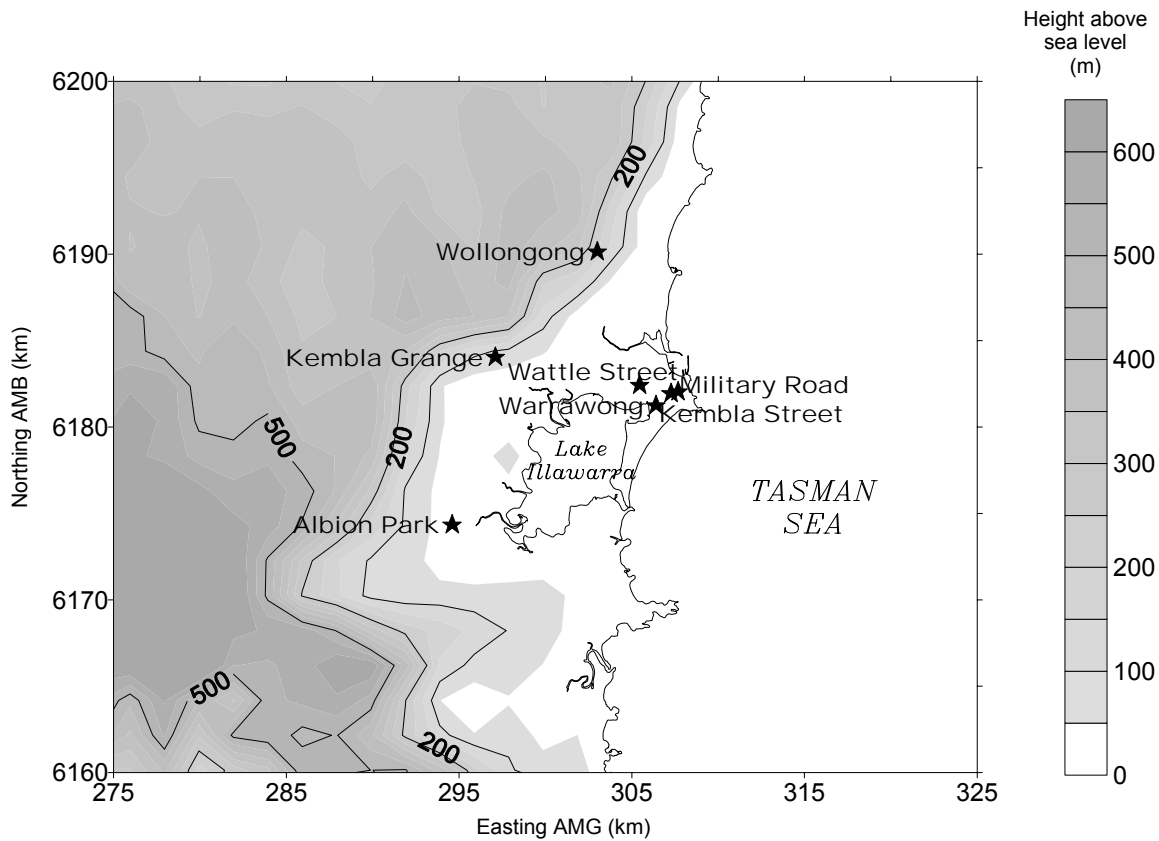 Height above
sea level
(m)
6200
200
600
Wollongong
6190
500
Kembla Grange
Wattle Street
Military Road
400
Warrawong
Kembla Street
6180
500
200
Lake
Illawarra
300
TASMAN
SEA
Albion Park
200
6170
100
500
200
6160
0
275
285
295
305
315
325
Easting AMG (km)
Northing AMB (km)